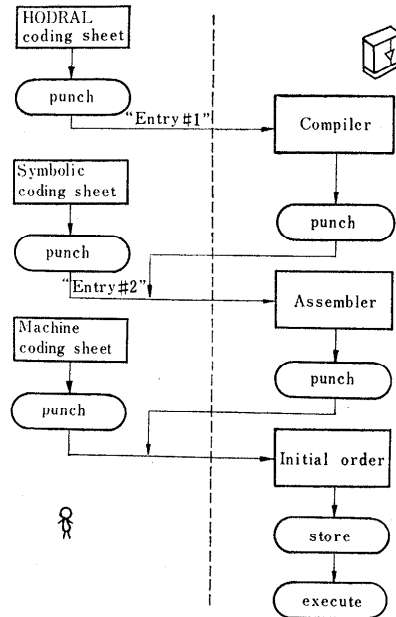 HODRAL
coding sheet
punch
"Entry#1"
Compiler
Symbolic
coding sheet
punch
punch
"Entry#2"
Assembler
Machine
coding sheet
punch
punch
Initial order
store
execute